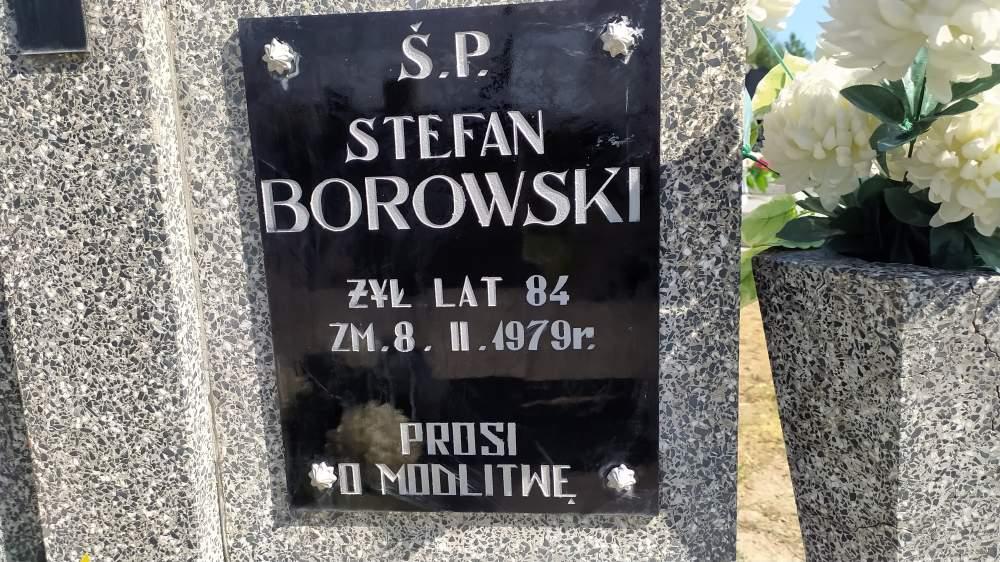 Ś.P.
STEFAN
BOROWSKI
ŻYŁ LAT 84
ZM. 8. II. 1979r.
PROSI
O MODLITWĘ